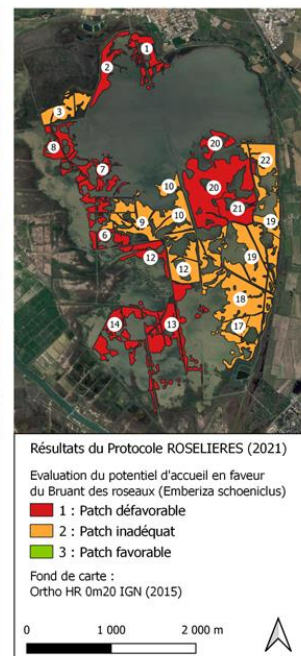 1
2
3
8
20
7
22
10
20
10
21
9
19
6
12
12
19
18
14
13
17
Résultats du Protocole ROSELIERES (2021)
Evaluation du potentiel d'accueil en faveur
du Bruant des roseaux (Emberiza schoeniclus)
1 : Patch défavorable
2 : Patch inadéquat
3 : Patch favorable
Fond de carte :
Ortho HR 0m20 IGN (2015)
0 1 000 2 000 m